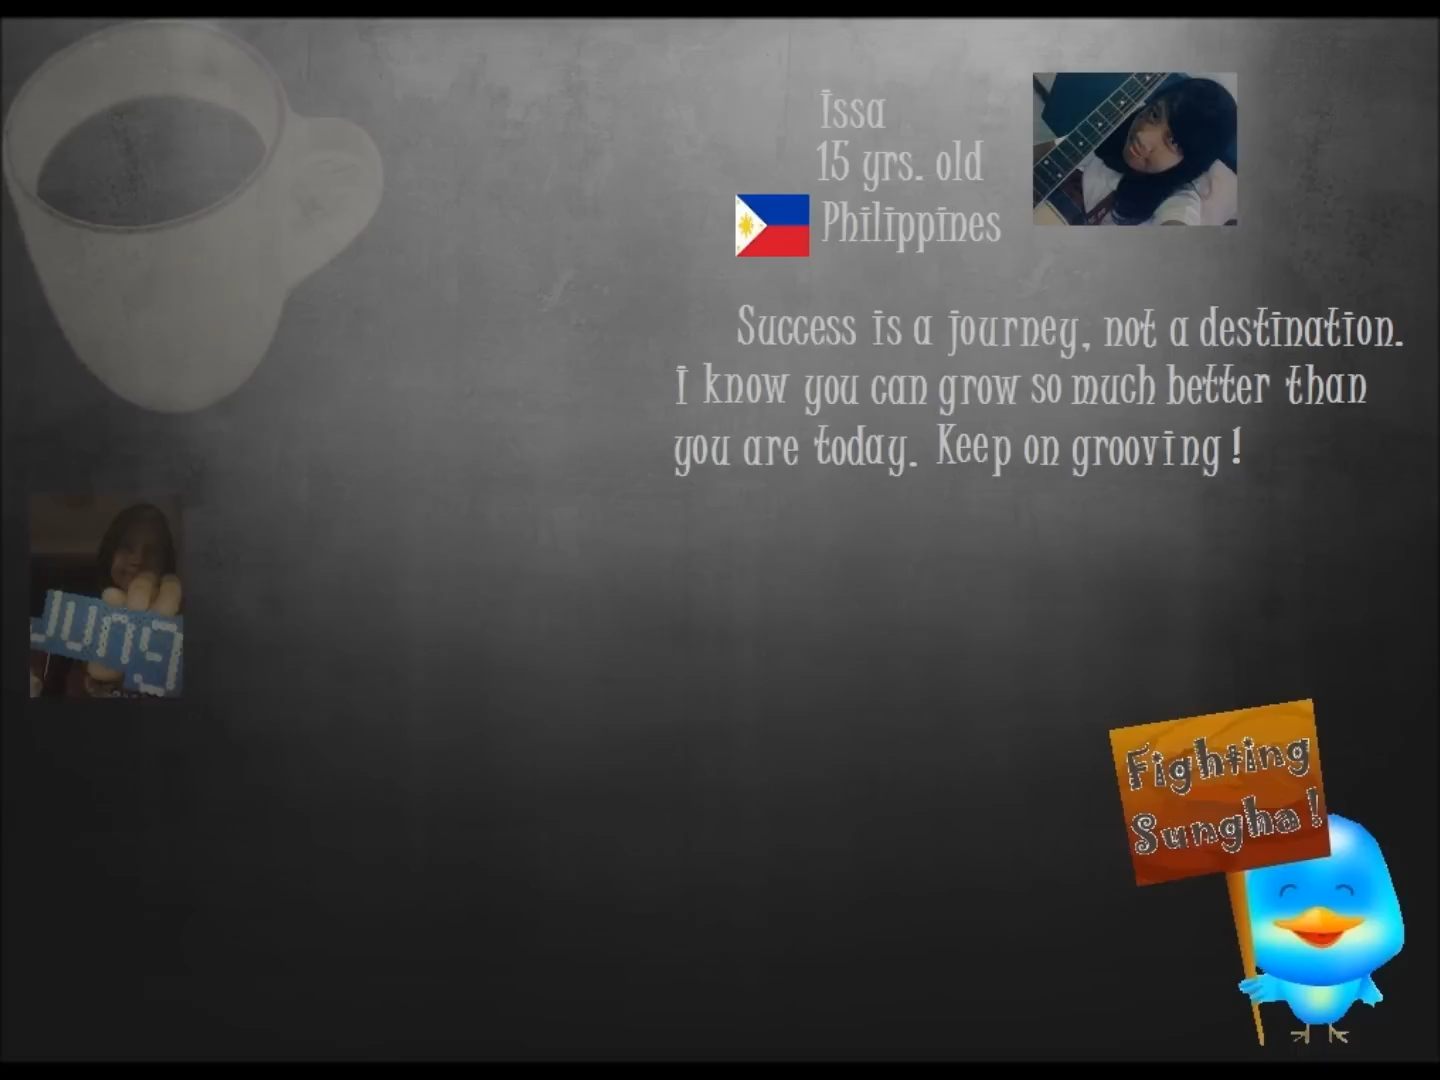 Issa
15 yrs. old
Philippines
Success is a journey, not a destination.
I know you can grow so much better than
you are today. Keep on grooving!
Jung
Fighting
Sungha!